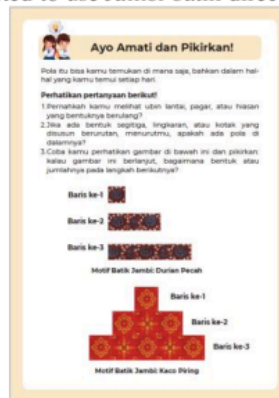 Ayo Amati dan Pikirkan!
Pola itu bisa kamu temukan di mana saja, bahkan dalam hal-
hal yang kamu temui setiap hari.
Perhatikan pertanyaan berikut!
1.Pernahkah kamu melihat ubin lantai, pagar, atau hiasan
yang bentuknya berulang?
2.Jika ada bentuk segitiga, lingkaran, atau kotak yang
disusun berurutan, menurutmu, apakah ada pola di
dalamnya?
3.Coba kamu perhatikan gambar di bawah ini dan pikirkan:
kalau gambar ini berlanjut, bagaimana bentuk atau
jumlahnya pada langkah berikutnya?
Baris ke-1
Baris ke-2
Baris ke-3
Motif Batik Jambi: Durian Pecah
Baris ke-1
Baris ke-2
Baris ke-3
Motif Batik Jambi: Kaco Piring